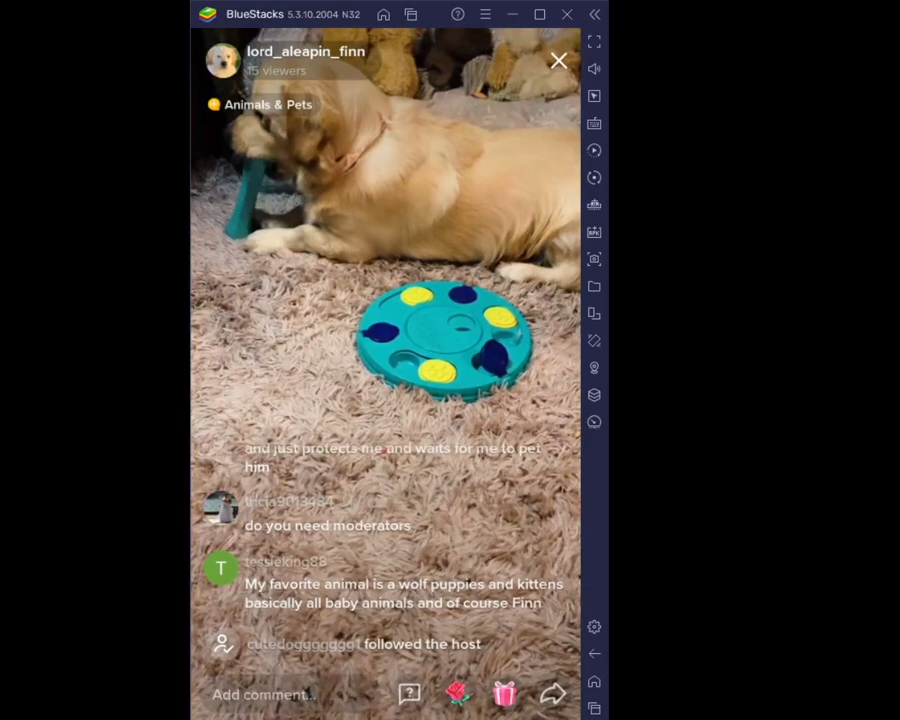 BlueStacks 5.3.10.2004 N32
lord_aleapin_finn
15 viewers
Animals & Pets
and just protects me and waits for me to pet
him
do you need moderators
T
tessieking88
My favorite animal is a wolf puppies and kittens
basically all baby animals and of course Finn
followed the host
Add comment...